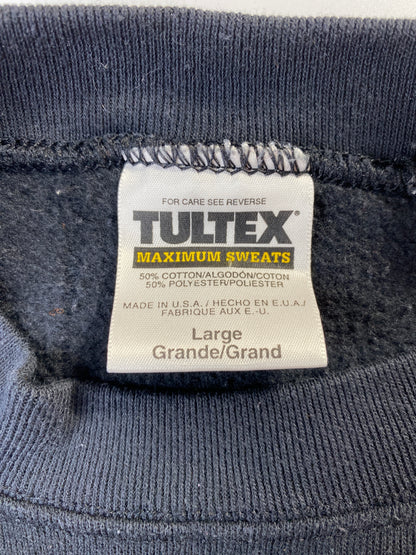 FOR CARE SEE REVERSE
TULTEX®
MAXIMUM SWEATS
50% COTTON/ALGODÓN/COTON
50% POLYESTER/POLIESTER
MADE IN U.S.A. / HECHO EN E.U.A./
FABRIQUE AUX E.-U.
Large
Grande/Grand